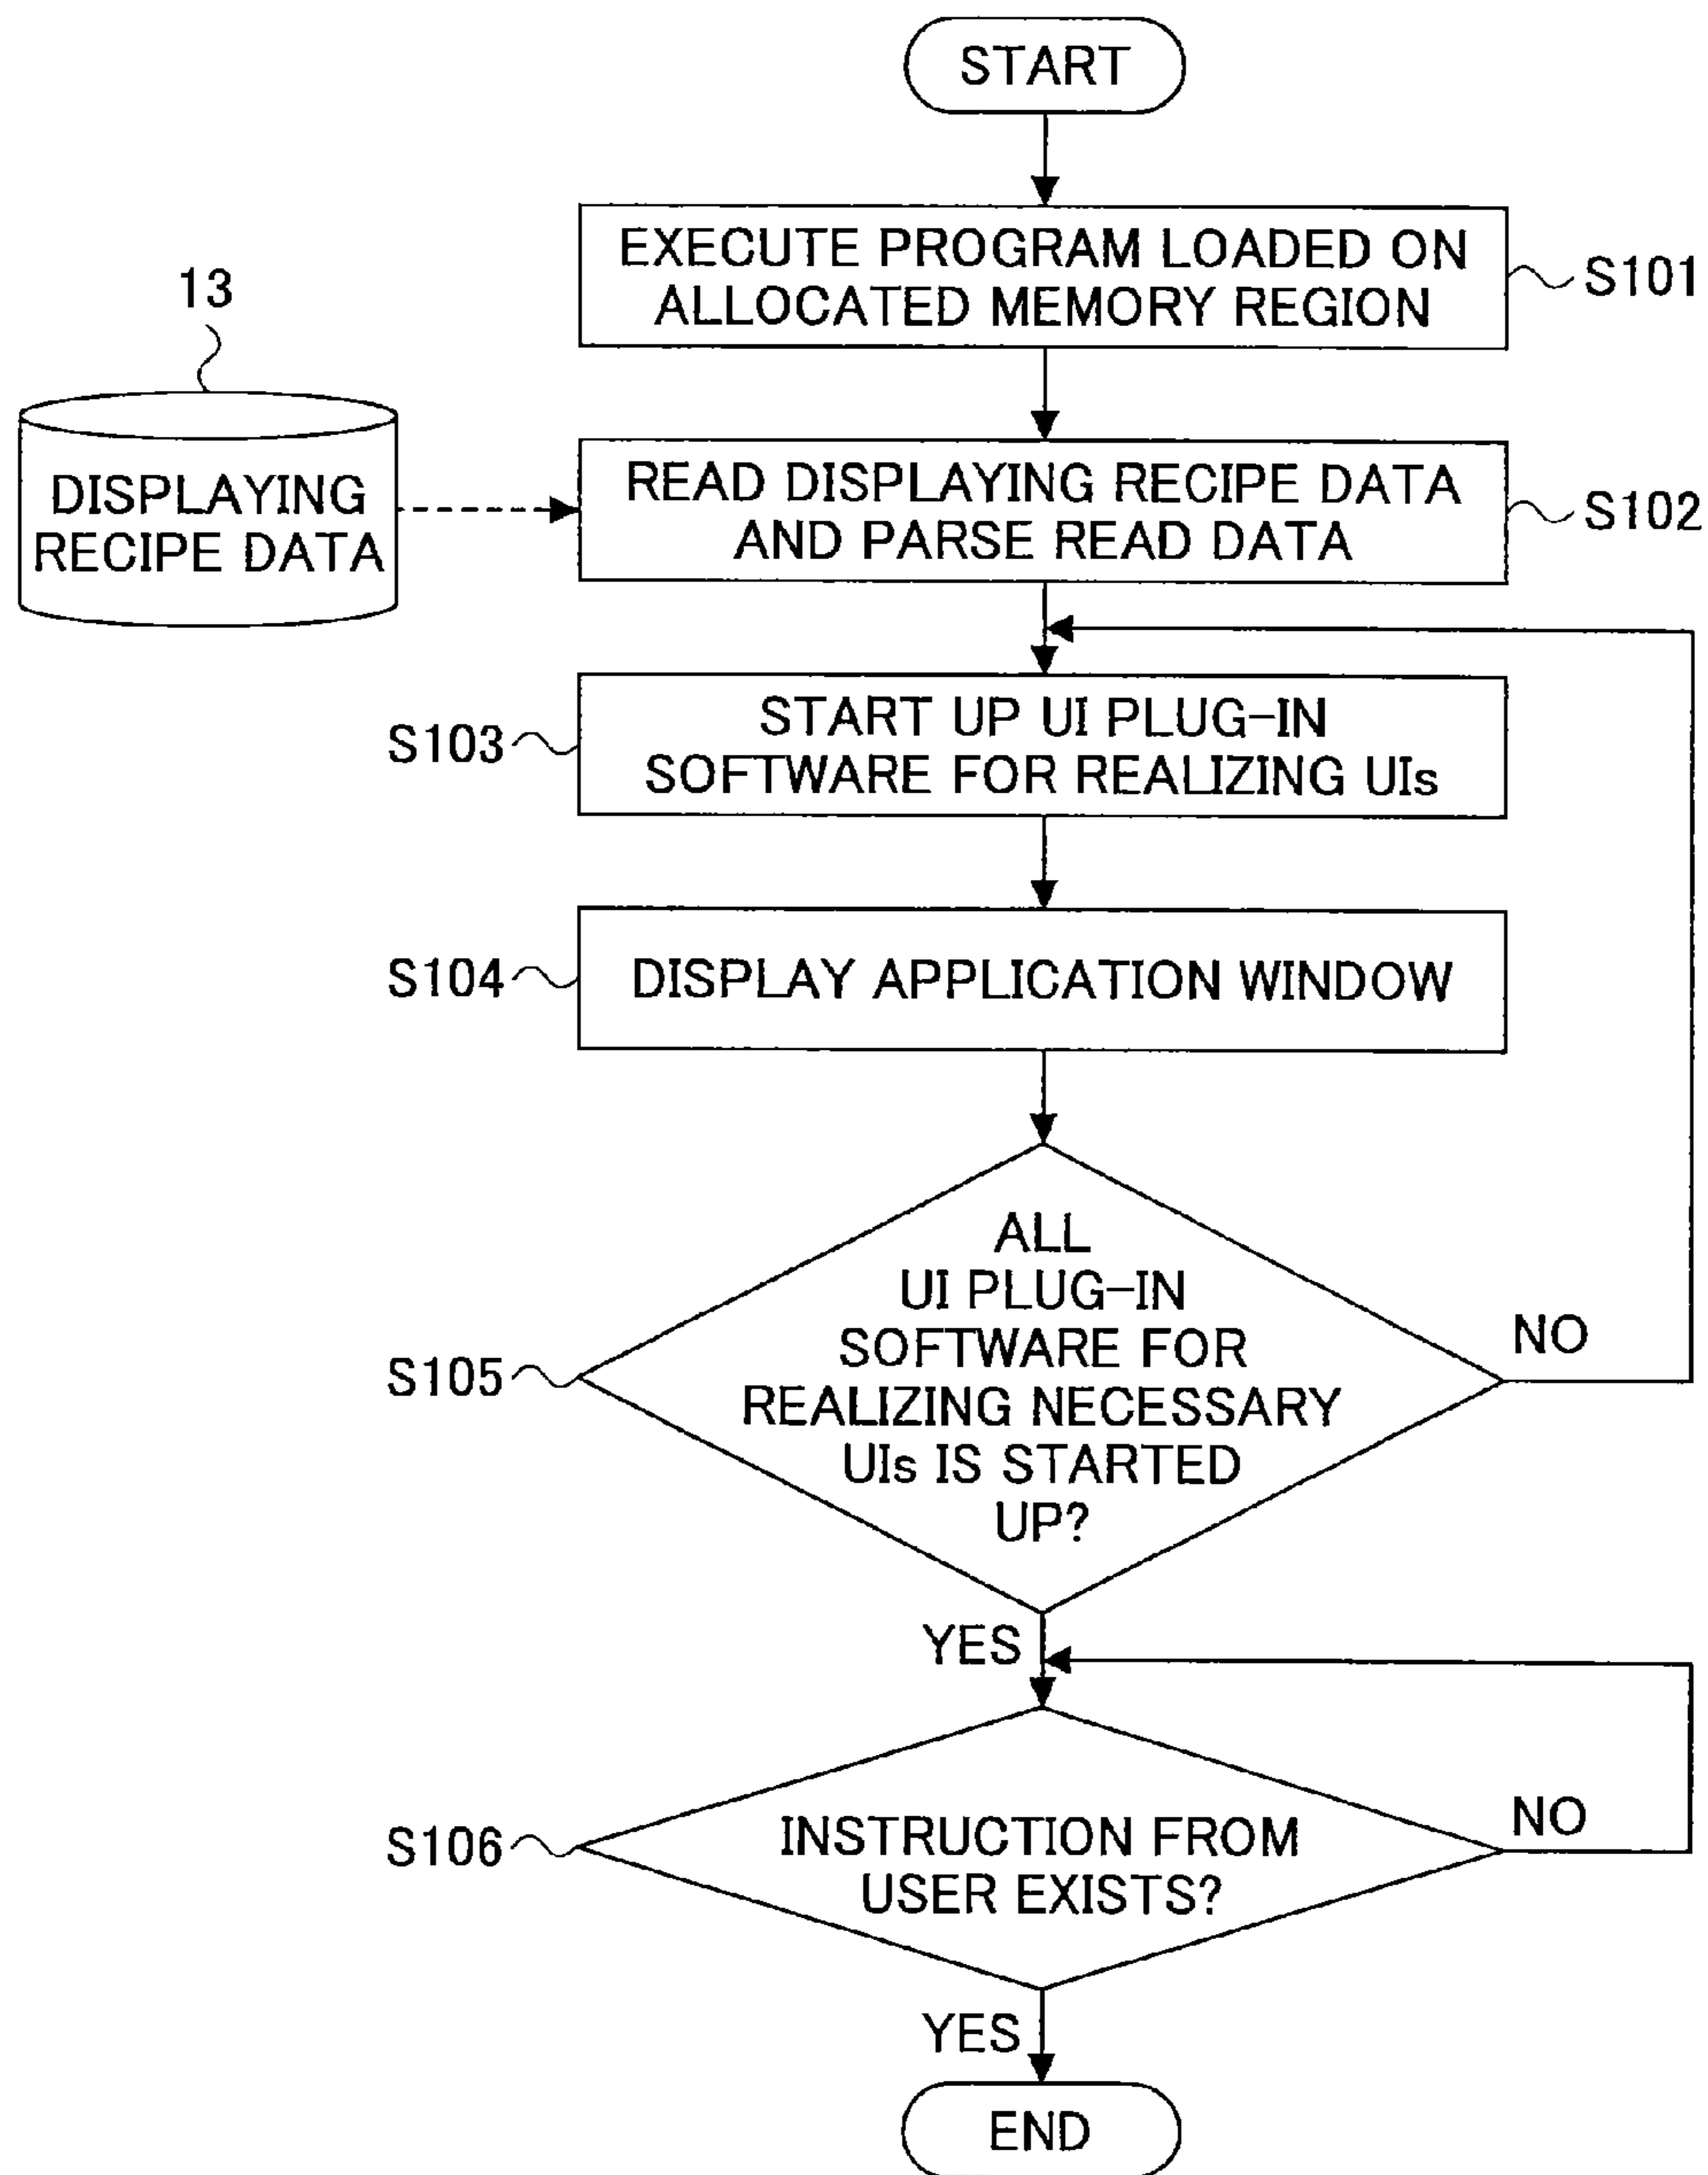 START
EXECUTE PROGRAM LOADED ON
ALLOCATED MEMORY REGION
S101
13
DISPLAYING
RECIPE DATA
READ DISPLAYING RECIPE DATA
AND PARSE READ DATA
S102
S103
START UP UI PLUG-IN
SOFTWARE FOR REALIZING UIs
S104
DISPLAY APPLICATION WINDOW
S105
ALL
UI PLUG-IN
SOFTWARE FOR
REALIZING NECESSARY
UIs IS STARTED
UP?
NO
YES
S106
INSTRUCTION FROM
USER EXISTS?
NO
YES
END